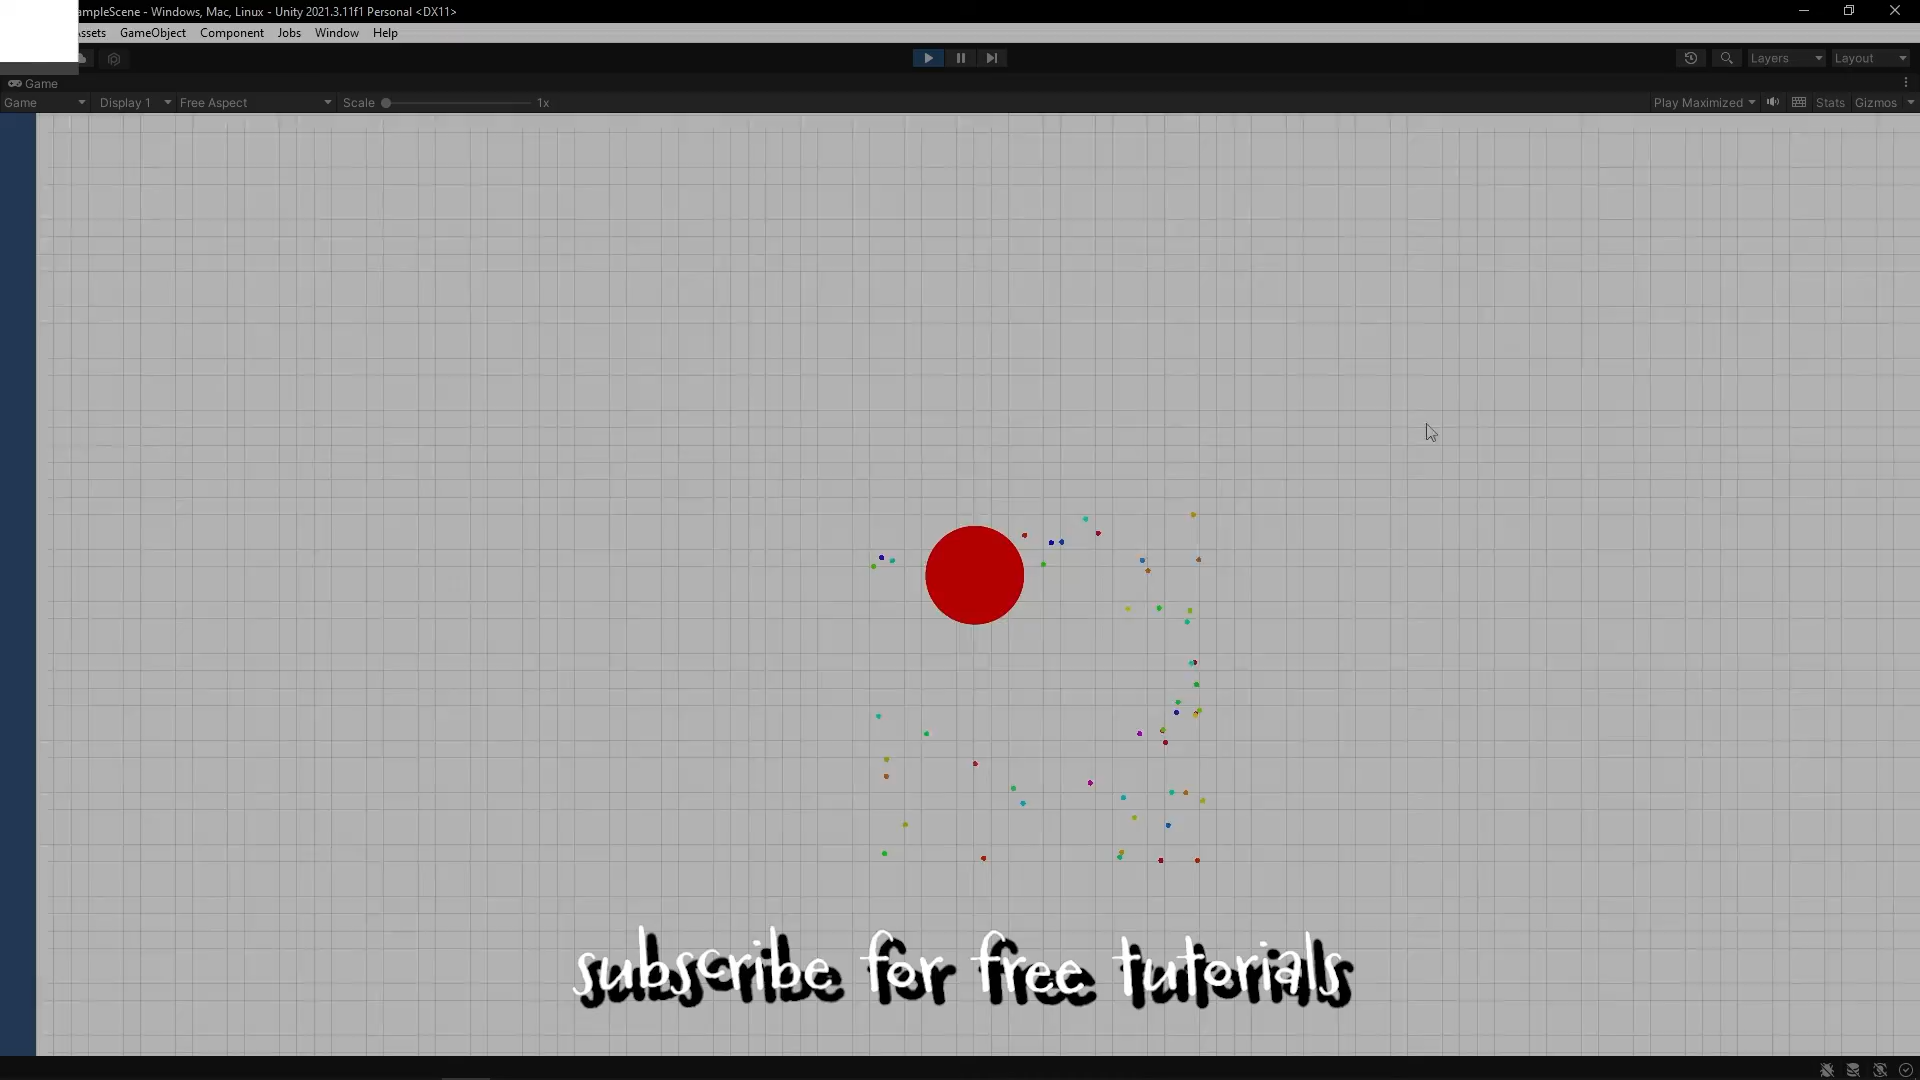 ampleScene - Windows, Mac, Linux - Unity 2021.3.11f1 Personal <DX11>
Assets GameObject Component Jobs Window Help
Layers Layout
Game
Game Display 1 Free Aspect Scale 1x Play Maximized Stats Gizmos
subscribe for free tutorials